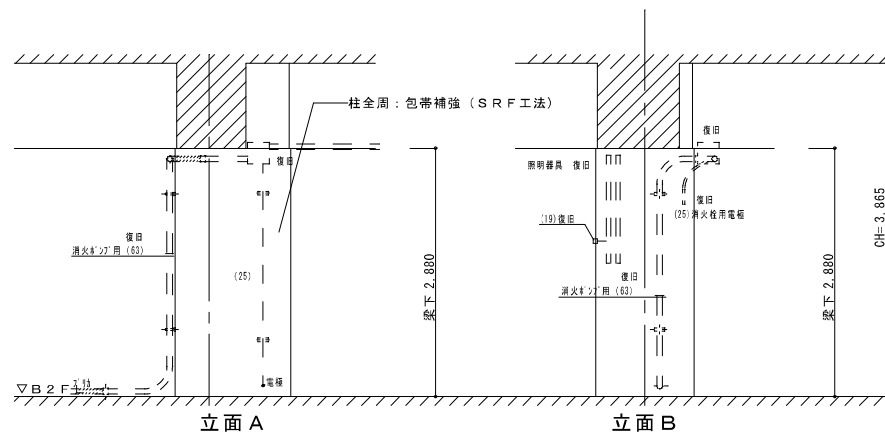 柱全周：包帯補強（ＳＲＦ工法）
復旧
復旧
消火ﾎﾟﾝﾌﾟ用 (63)
(25)
梁下 2,880
▽Ｂ２Ｆ
ﾌﾟﾘｶ
電極
立面Ａ
復旧
照明器具　復旧
復旧
(25)消火栓用電極
(19)復旧
復旧
消火ﾎﾟﾝﾌﾟ用 (63)
梁下 2,880
CH=3,865
立面Ｂ